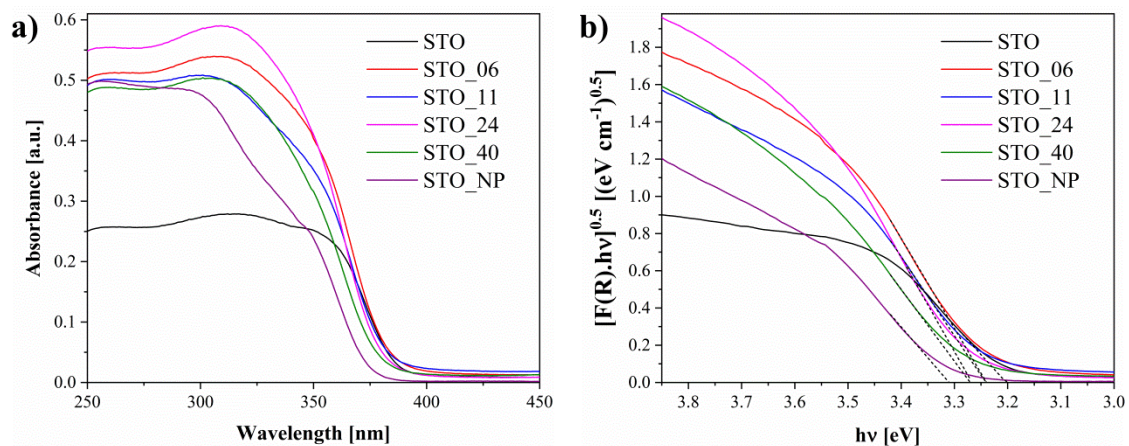 a)
Absorbance [a.u.]
0.6
0.5
0.4
0.3
0.2
0.1
0.0
STO
STO_06
STO_11
STO_24
STO_40
STO_NP
250 300 350 400 450
Wavelength [nm]
b)
[F(R).hν]^0.5 [(eV cm⁻¹)^0.5]
1.8
1.6
1.4
1.2
1.0
0.8
0.6
0.4
0.2
0.0
STO
STO_06
STO_11
STO_24
STO_40
STO_NP
3.8 3.7 3.6 3.5 3.4 3.3 3.2 3.1 3.0
hν [eV]